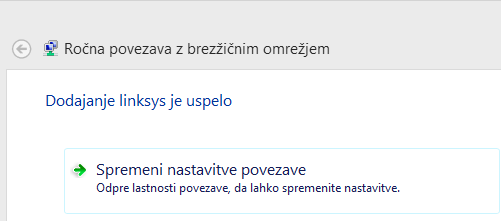 Ročna povezava z brezžičnim omrežjem
Dodajanje linksys je uspelo
Spremeni nastavitve povezave
Odpre lastnosti povezave, da lahko spremenite nastavitve.